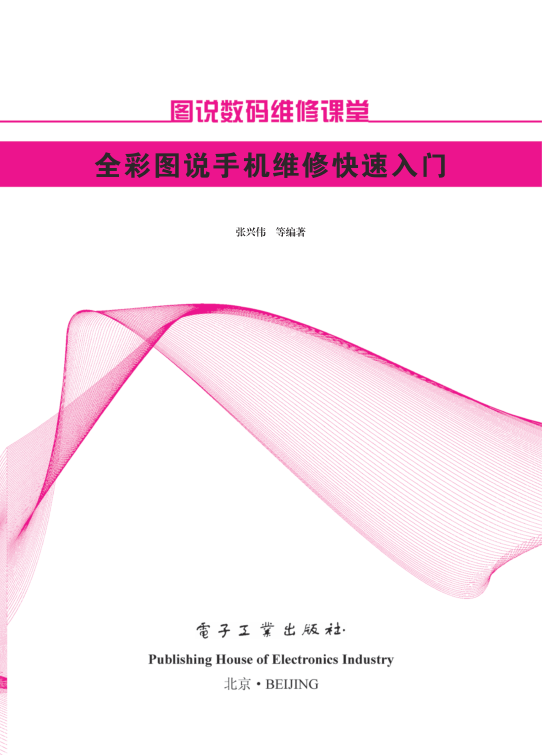 图说数码维修课堂
全彩图说手机维修快速入门
张兴伟 等编著
電子工業出版社.
Publishing House of Electronics Industry
北京·BEIJING